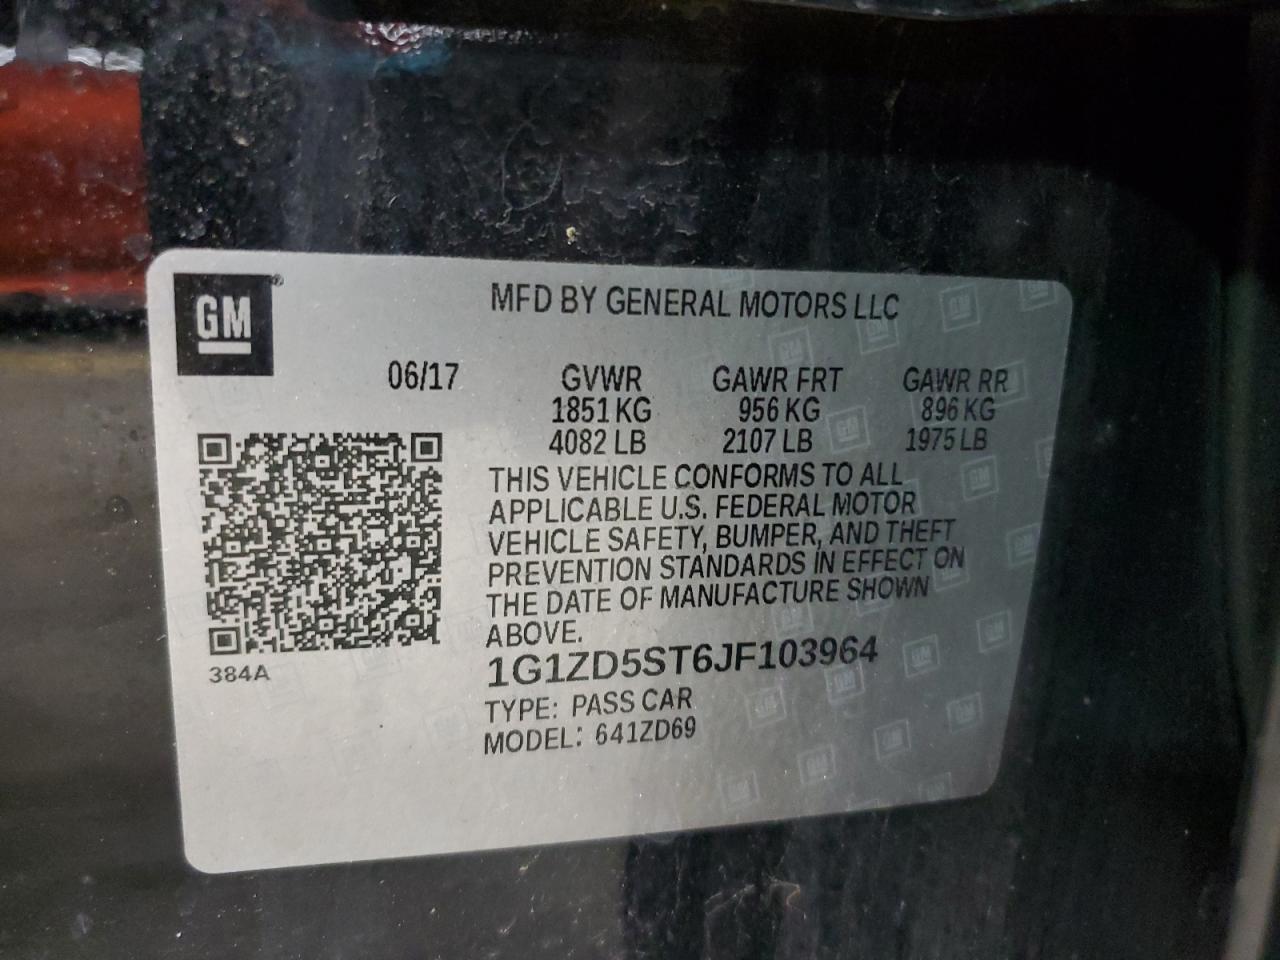 GM
MFD BY GENERAL MOTORS LLC
06/17 GVWR GAWR FRT GAWR RR
1851 KG 956 KG 896 KG
4082 LB 2107 LB 1975 LB
THIS VEHICLE CONFORMS TO ALL
APPLICABLE U.S. FEDERAL MOTOR
VEHICLE SAFETY, BUMPER, AND THEFT
PREVENTION STANDARDS IN EFFECT ON
THE DATE OF MANUFACTURE SHOWN
ABOVE.
384A
1G1ZD5ST6JF103964
TYPE: PASS CAR
MODEL: 641ZD69